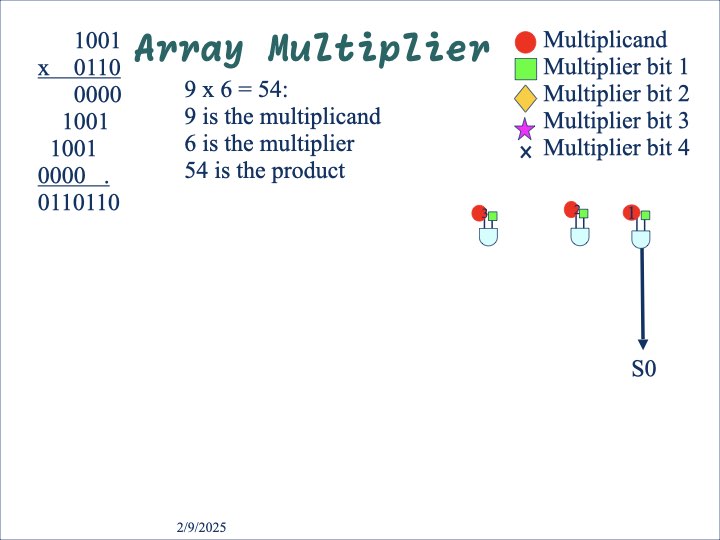 Array Multiplier
1001
x 0110
0000
1001
1001
0000 .
0110110
9 x 6 = 54:
9 is the multiplicand
6 is the multiplier
54 is the product
Multiplicand
Multiplier bit 1
Multiplier bit 2
Multiplier bit 3
x Multiplier bit 4
3
2
1
S0
2/9/2025